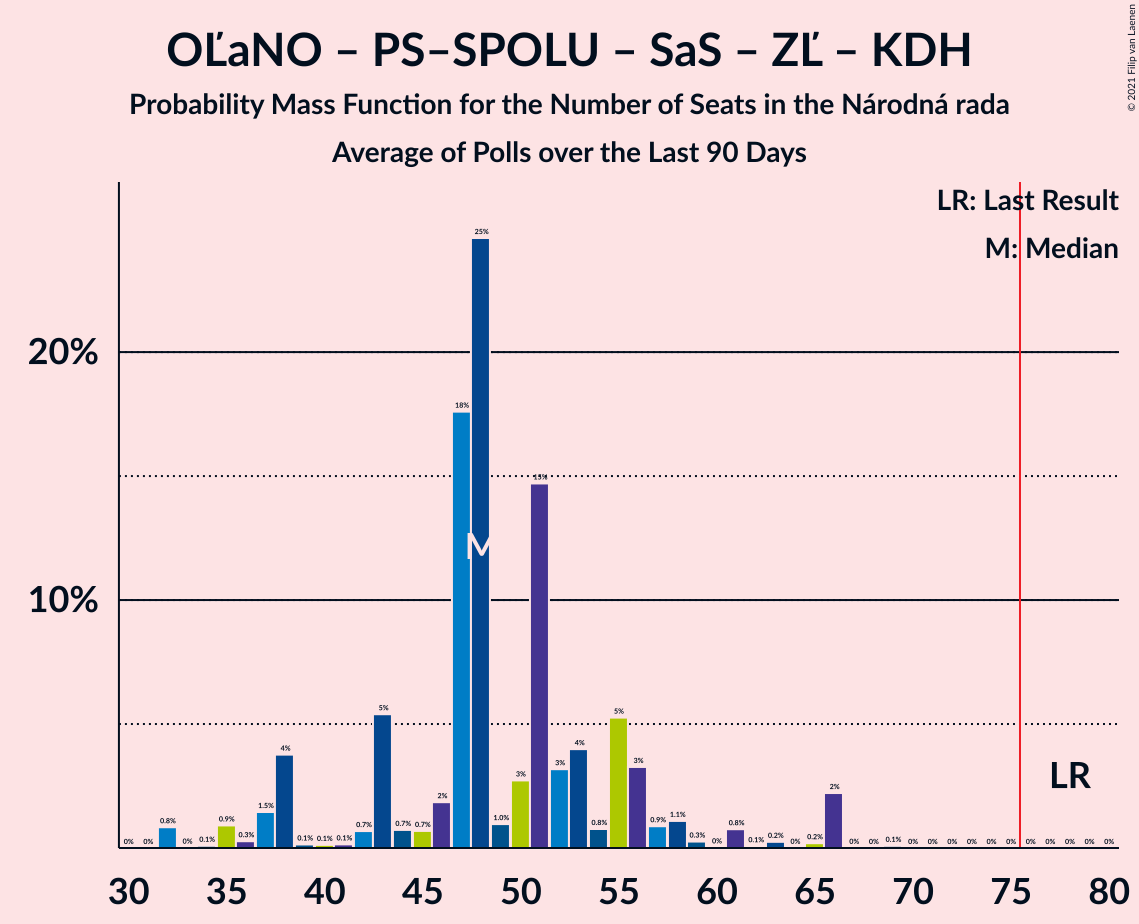 OĽaNO – PS–SPOLU – SaS – ZĽ – KDH
Probability Mass Function for the Number of Seats in the Národná rada
Average of Polls over the Last 90 Days
© 2021 Filip van Laenen
LR: Last Result
M: Median
20%
10%
0% 0% 0.8% 0% 0.1% 0.9% 0.3% 1.5% 4% 0.1% 0.1% 0.1% 0.7% 5% 0.7% 0.7% 2% 18% 25% 1.0% 3% 15% 3% 4% 0.8% 5% 3% 0.9% 1.1% 0.3% 0% 0.8% 0.1% 0.2% 0% 0.2% 2% 0% 0% 0.1% 0% 0% 0% 0% 0% 0% 0% 0% 0% 0% 0%
M
LR
30 35 40 45 50 55 60 65 70 75 80